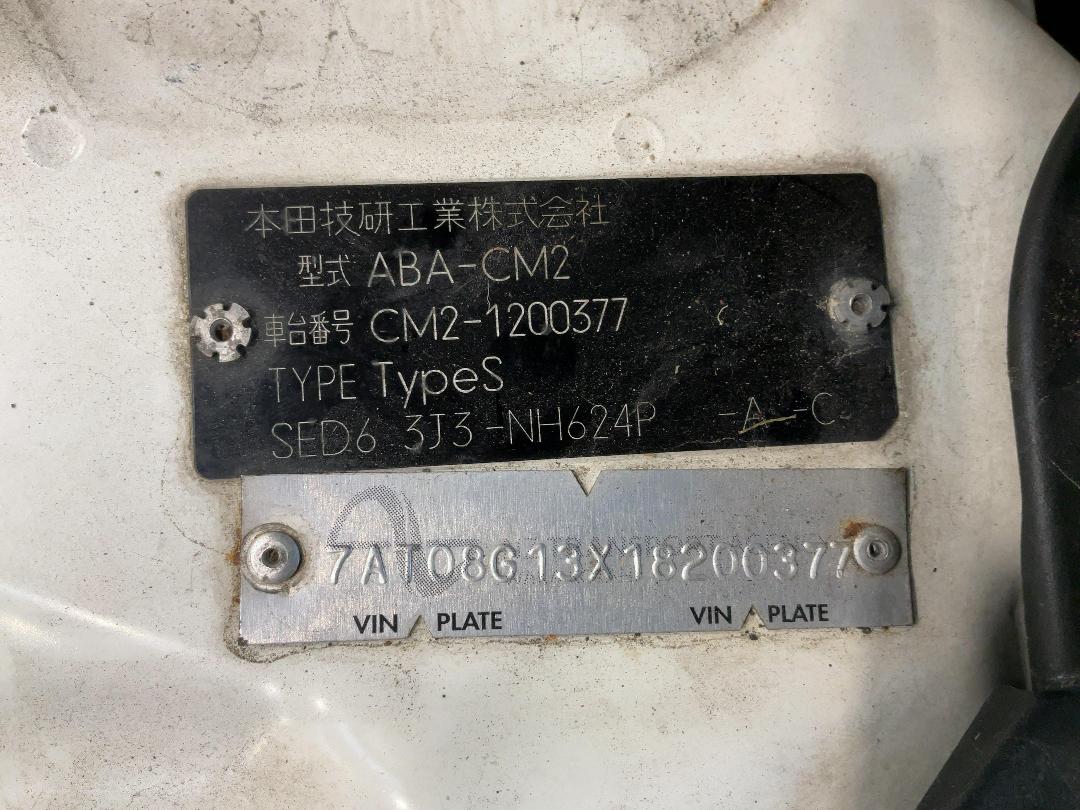 本田技研工業株式会社
型式 ABA-CM2
車台番号 CM2-1200377
TYPE TypeS
SED6 3J3-NH624P -A -C
7AT08G13X18200377
VIN PLATE VIN PLATE